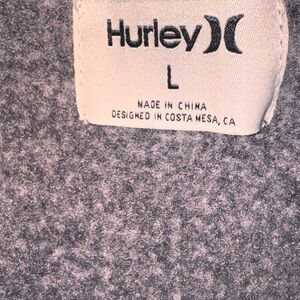 Hurley
L
MADE IN CHINA
DESIGNED IN COSTA MESA, CA